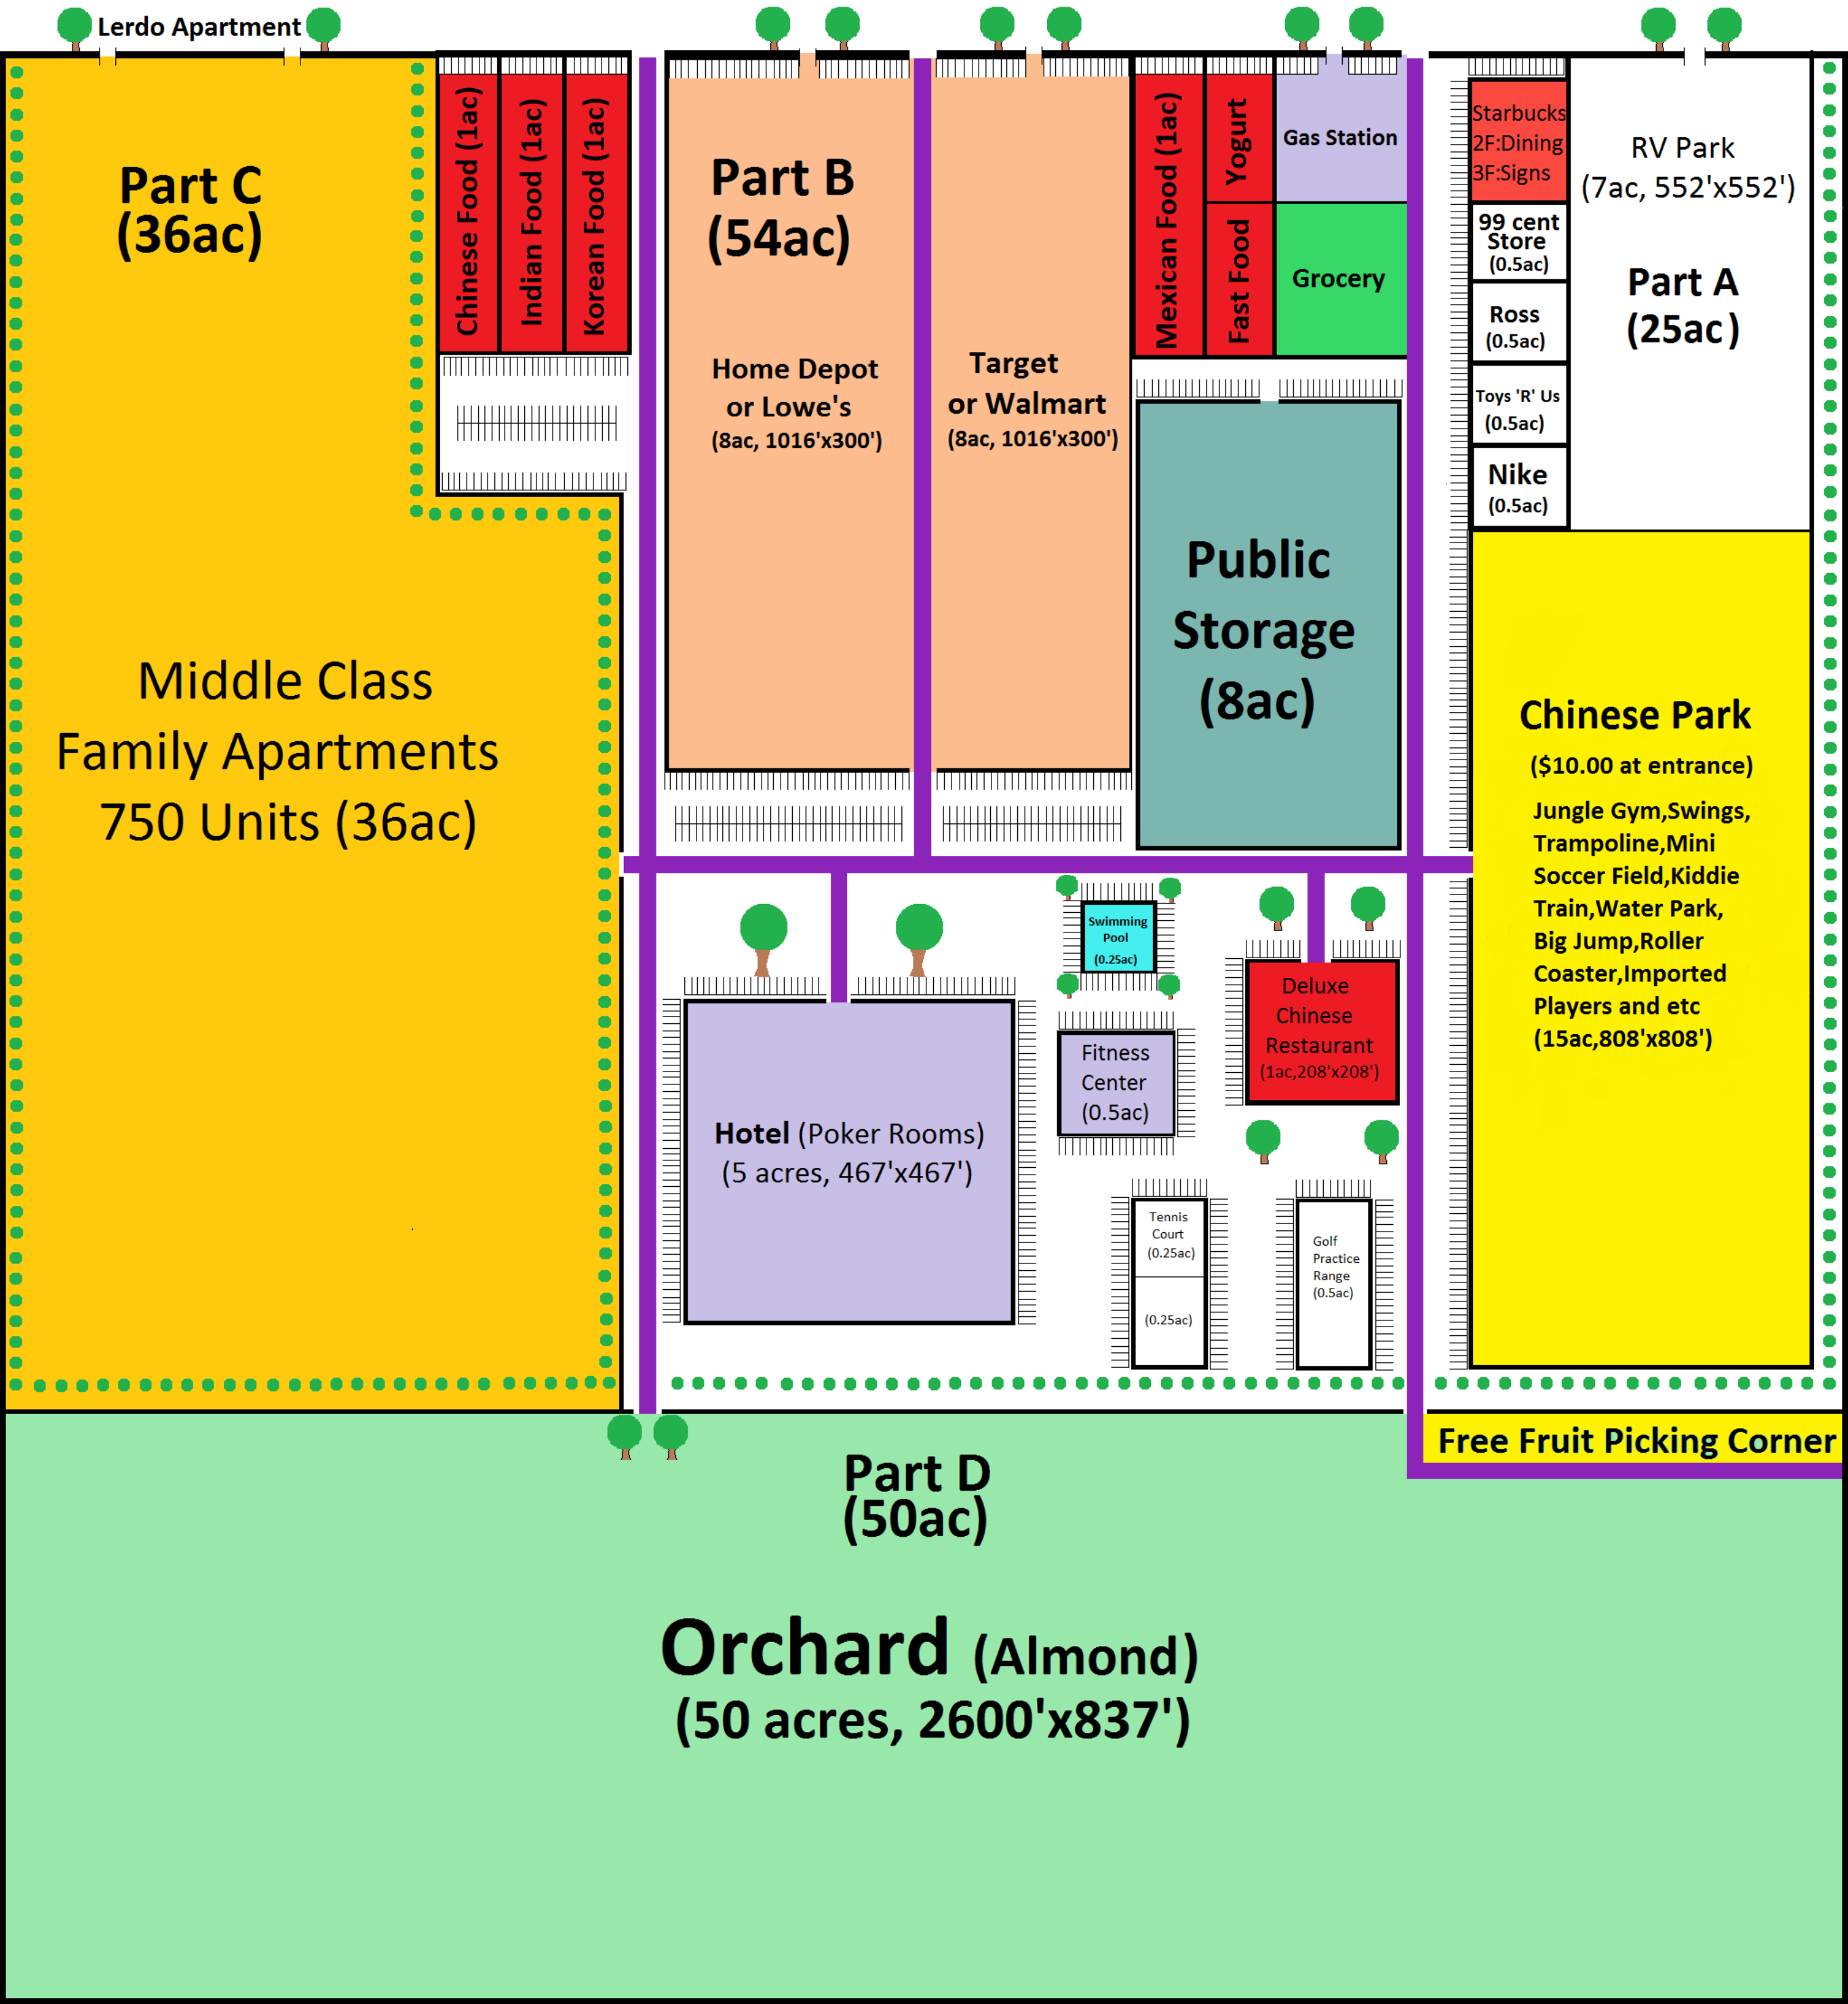 Lerdo Apartment
Part C
(36ac)
Middle Class
Family Apartments
750 Units (36ac)
Chinese Food (1ac)
Indian Food (1ac)
Korean Food (1ac)
Part B
(54ac)
Home Depot
or Lowe's
(8ac, 1016'x300')
Target
or Walmart
(8ac, 1016'x300')
Mexican Food (1ac)
Yogurt
Fast Food
Gas Station
Grocery
Public
Storage
(8ac)
Starbucks
2F:Dining
3F:Signs
99 cent
Store
(0.5ac)
Ross
(0.5ac)
Toys 'R' Us
(0.5ac)
Nike
(0.5ac)
RV Park
(7ac, 552'x552')
Part A
(25ac)
Chinese Park
($10.00 at entrance)
Jungle Gym,Swings,
Trampoline,Mini
Soccer Field,Kiddie
Train,Water Park,
Big Jump,Roller
Coaster,Imported
Players and etc
(15ac,808'x808')
Swimming
Pool
(0.25ac)
Fitness
Center
(0.5ac)
Deluxe
Chinese
Restaurant
(1ac,208'x208')
Hotel (Poker Rooms)
(5 acres, 467'x467')
Tennis
Court
(0.25ac)
(0.25ac)
Golf
Practice
Range
(0.5ac)
Free Fruit Picking Corner
Part D
(50ac)
Orchard (Almond)
(50 acres, 2600'x837')